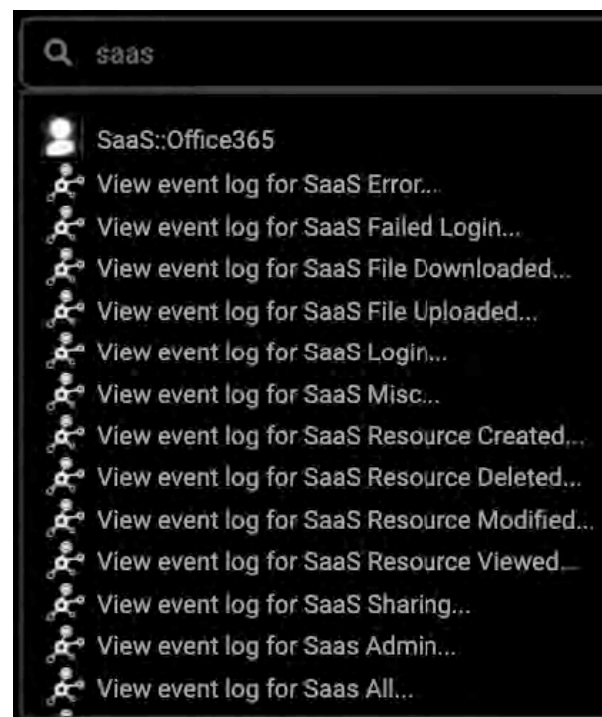 saas
SaaS::Office365
View event log for SaaS Error...
View event log for SaaS Failed Login...
View event log for SaaS File Downloaded...
View event log for SaaS File Uploaded...
View event log for SaaS Login...
View event log for SaaS Misc...
View event log for SaaS Resource Created...
View event log for SaaS Resource Deleted...
View event log for SaaS Resource Modified...
View event log for SaaS Resource Viewed...
View event log for SaaS Sharing...
View event log for Saas Admin...
View event log for Saas All...